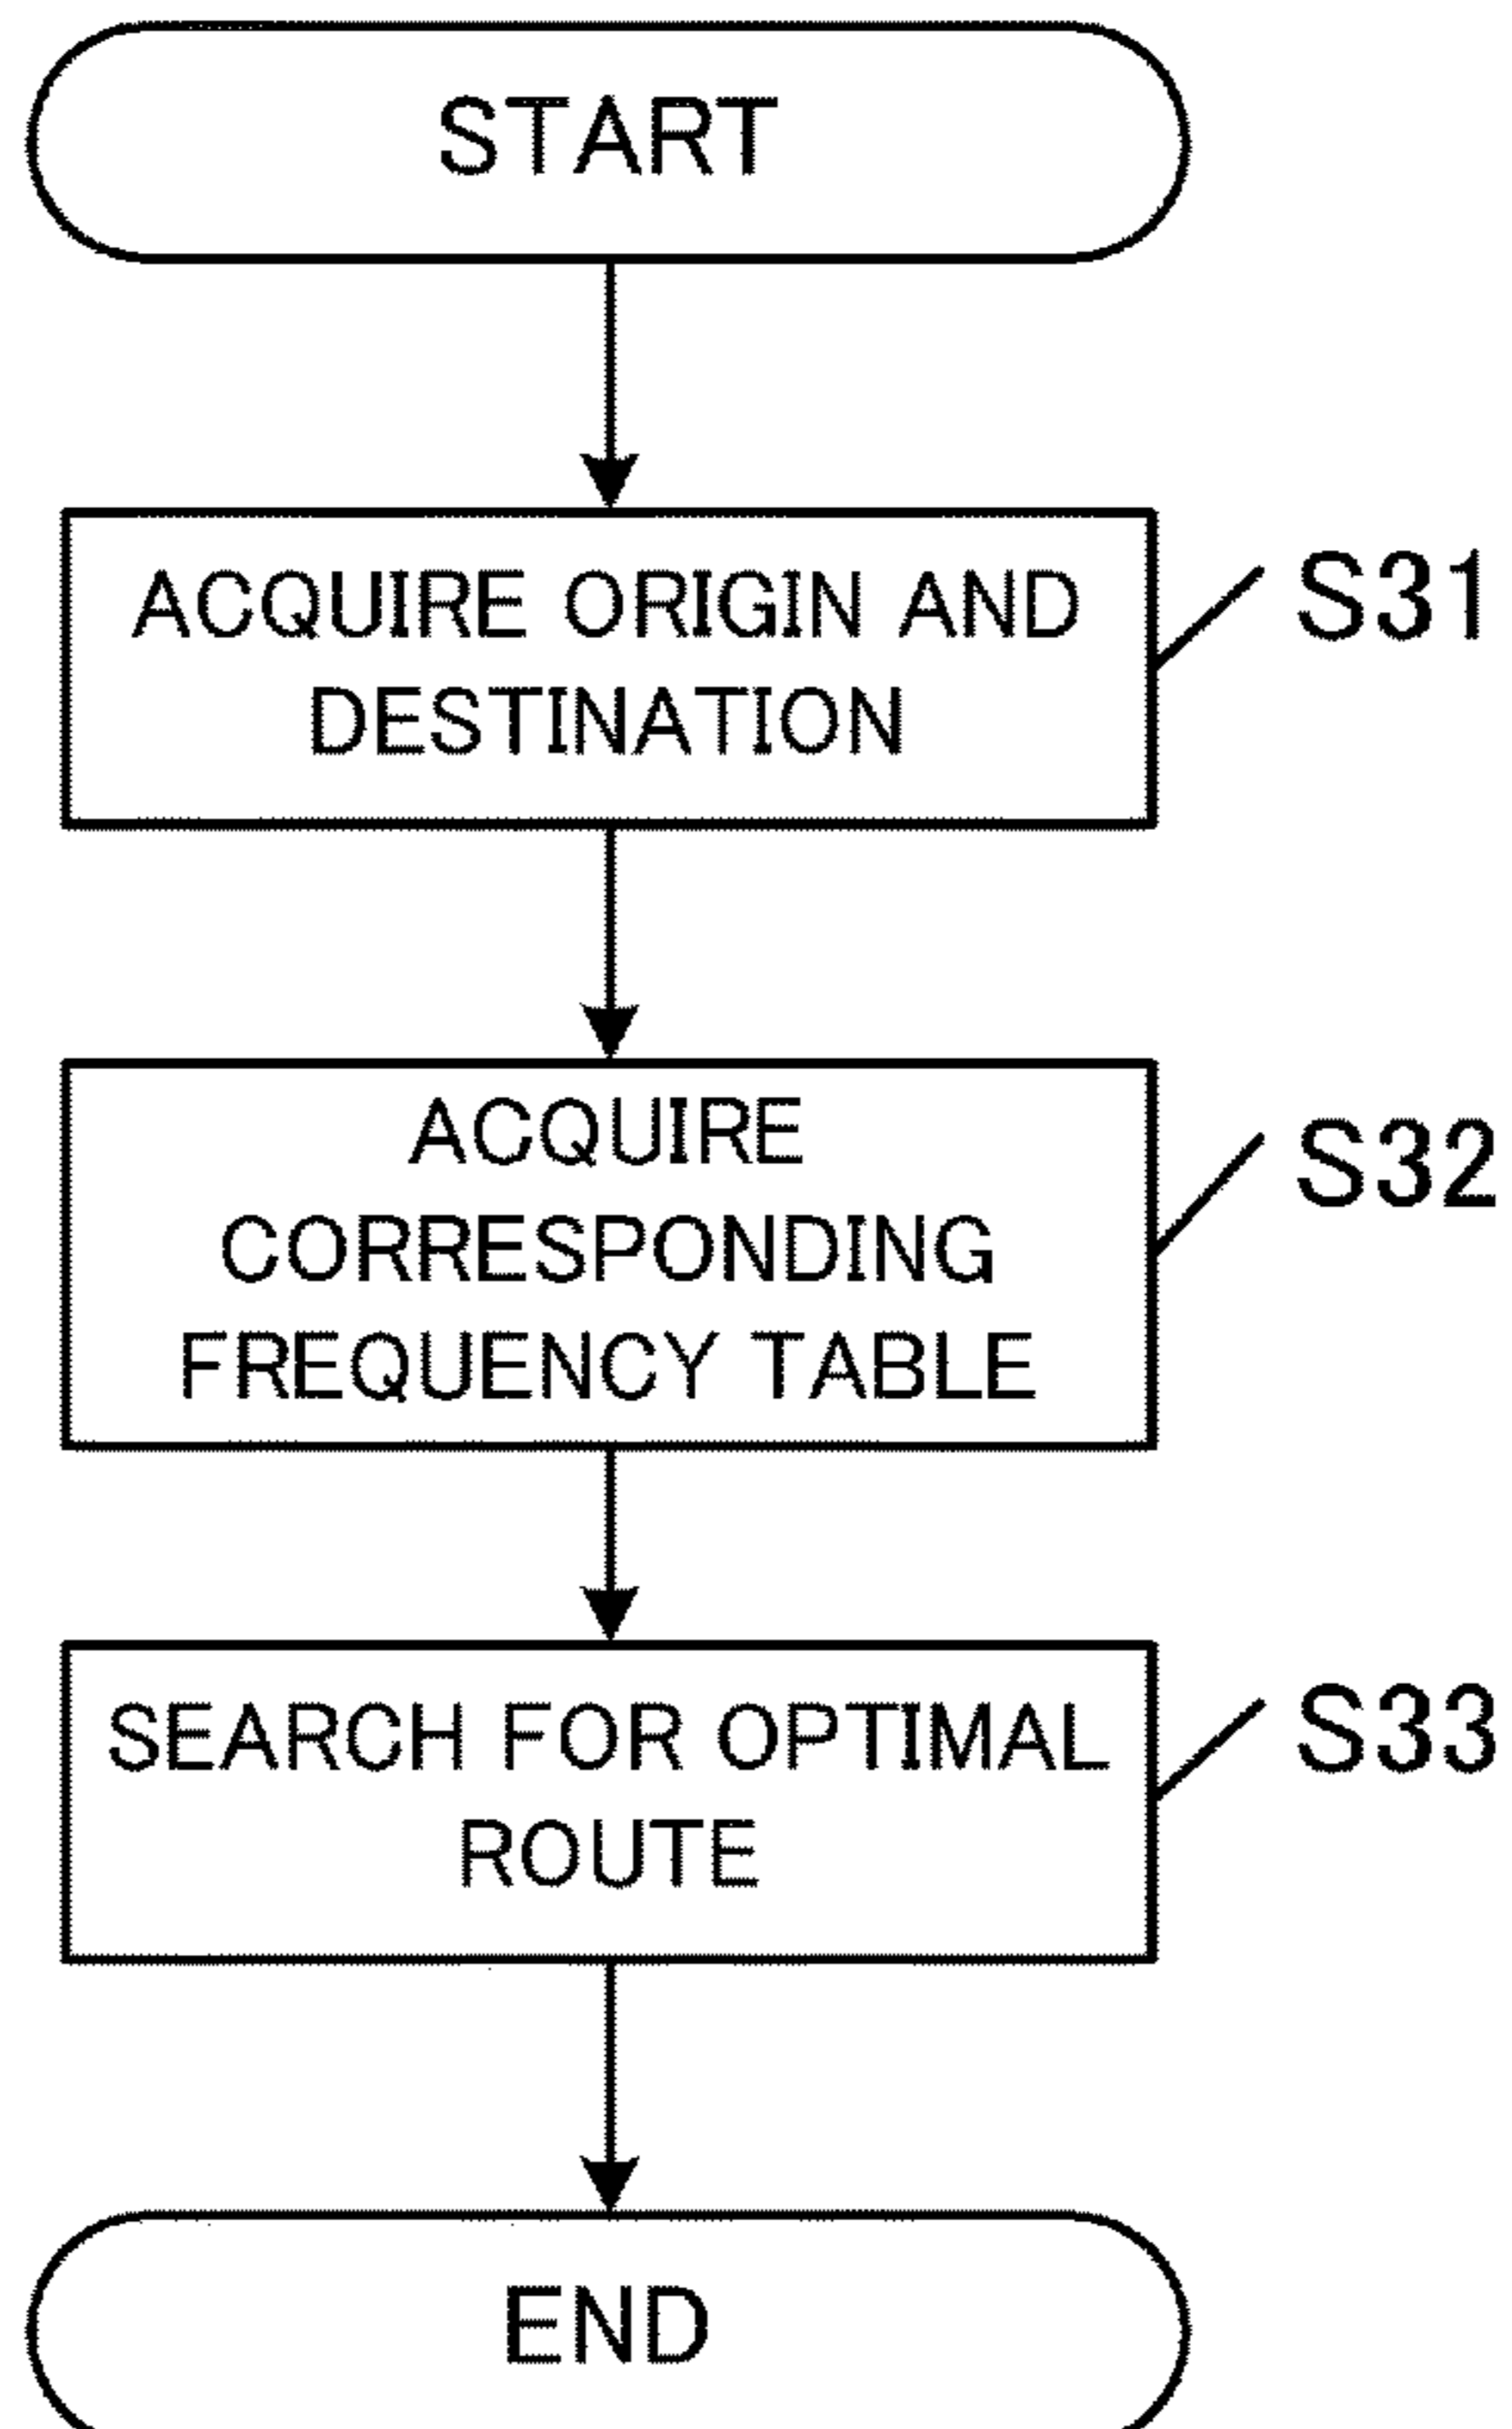 START
ACQUIRE ORIGIN AND
DESTINATION
S31
ACQUIRE
CORRESPONDING
FREQUENCY TABLE
S32
SEARCH FOR OPTIMAL
ROUTE
S33
END